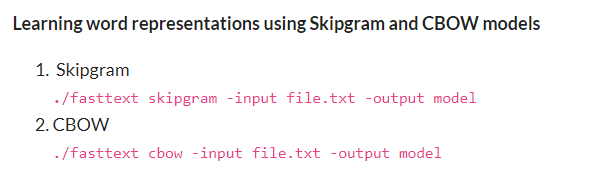 Learning word representations using Skipgram and CBOW models
1. Skipgram
./fasttext skipgram -input file.txt -output model
2. CBOW
./fasttext cbow -input file.txt -output model